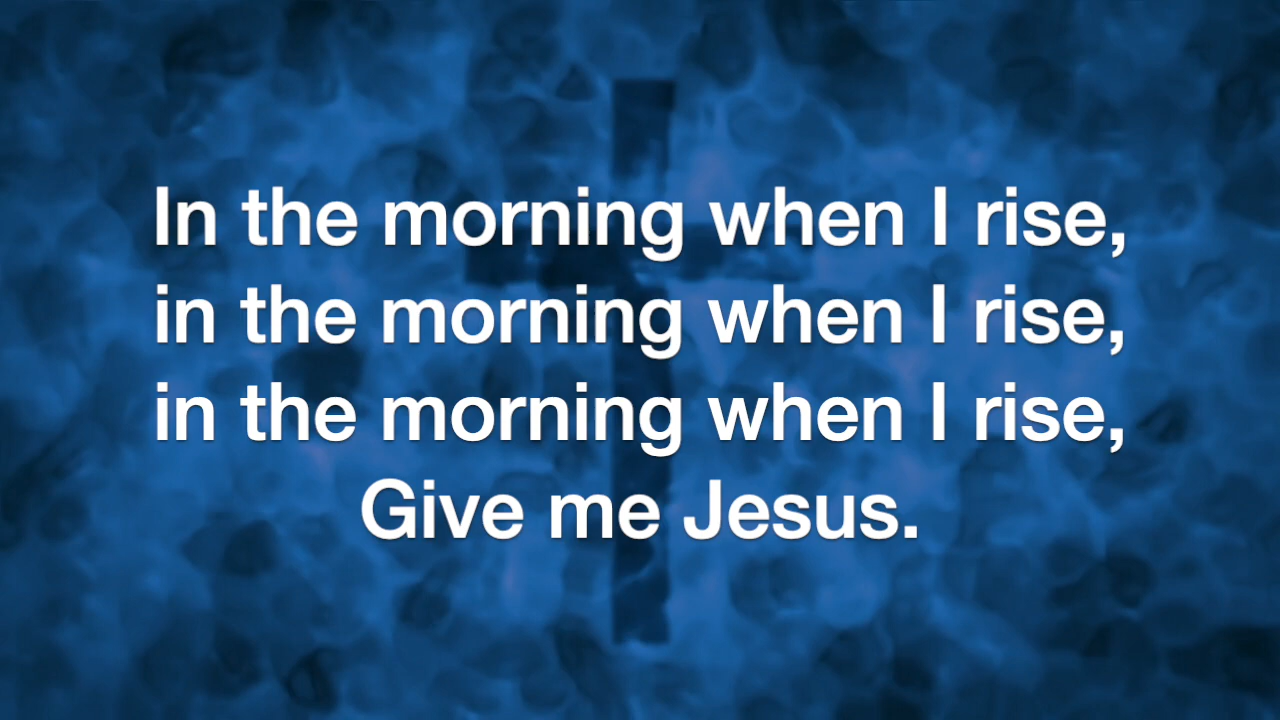 In the morning when I rise,
in the morning when I rise,
in the morning when I rise,
Give me Jesus.